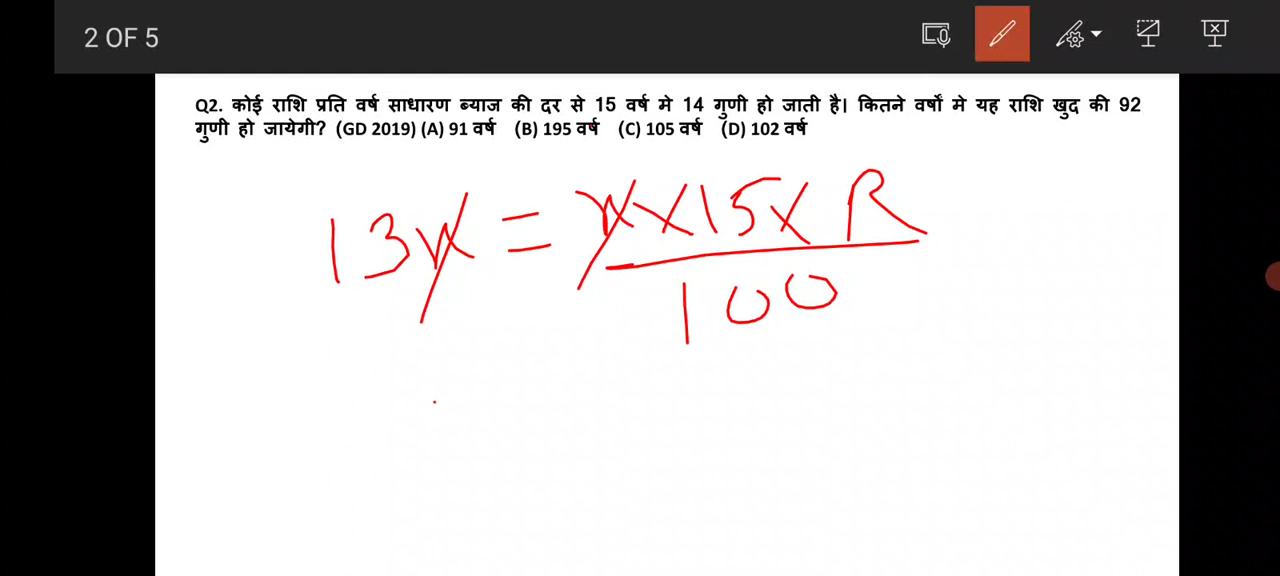 2 OF 5
Q2. कोई राशि प्रति वर्ष साधारण ब्याज की दर से 15 वर्ष मे 14 गुणी हो जाती है। कितने वर्षों मे यह राशि खुद की 92
गुणी हो जायेगी? (GD 2019) (A) 91 वर्ष (B) 195 वर्ष (C) 105 वर्ष (D) 102 वर्ष
13x = x×15×R
100